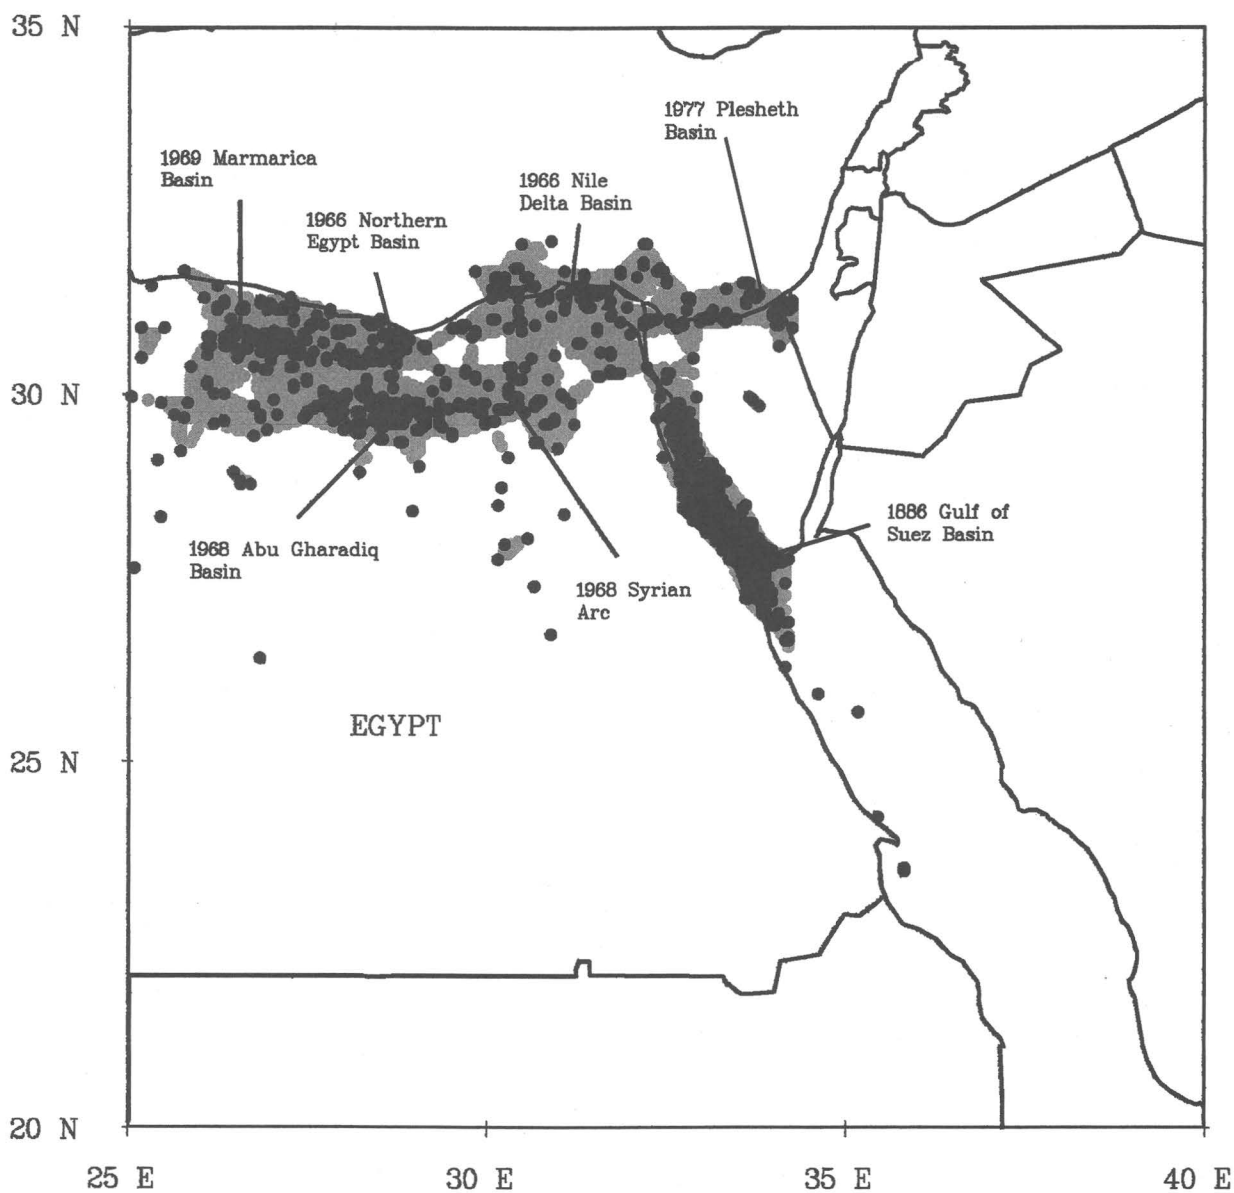 35 N
1977 Plesheth
Basin
1969 Marmarica
Basin
1966 Nile
Delta Basin
1966 Northern
Egypt Basin
30 N
1886 Gulf of
Suez Basin
1968 Abu Gharadiq
Basin
1968 Syrian
Arc
EGYPT
25 N
20 N
25 E
30 E
35 E
40 E